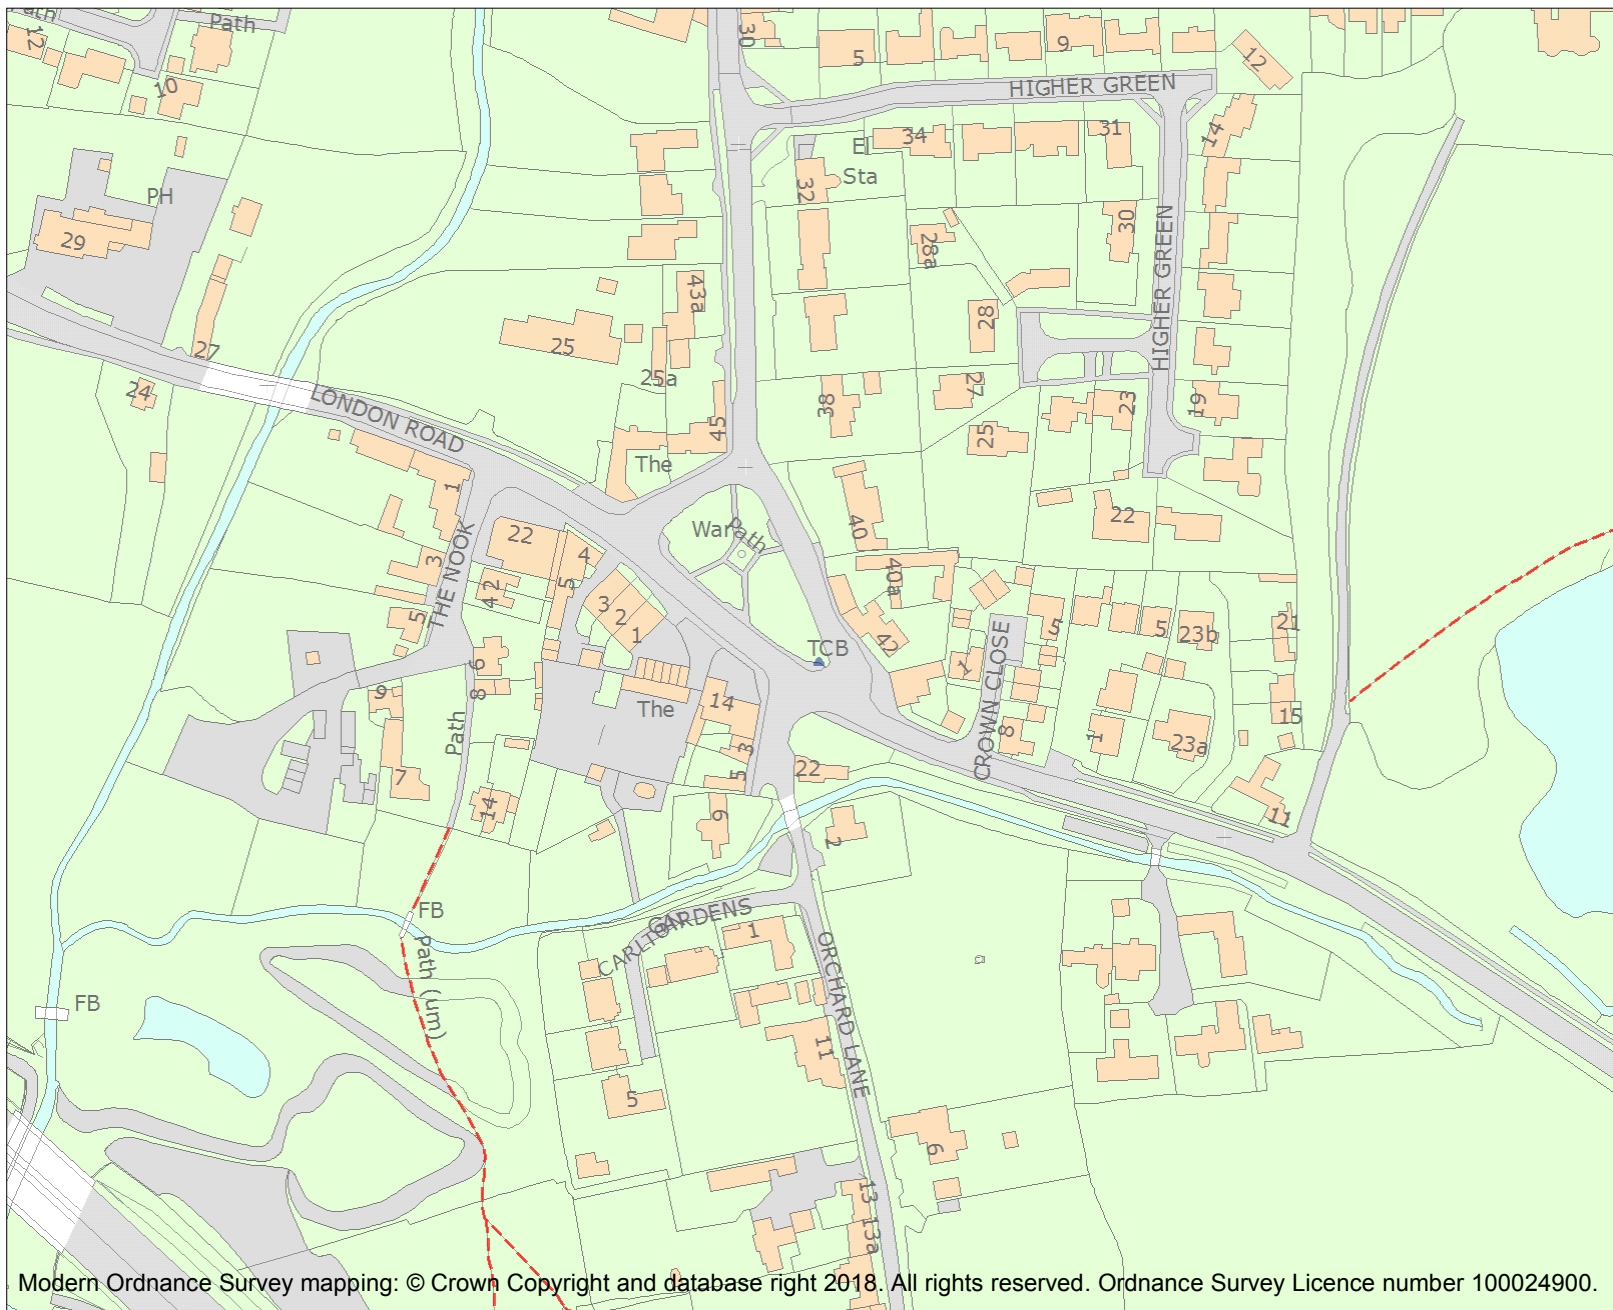 ath
Path
12
10
30
5
9
12
HIGHER GREEN
PH
29
34
31
14
El
Sta
32
30
28a
HIGHER GREEN
43a
28
25
27
25a
24
LONDON ROAD
45
38
27
23
19
25
The
1
22
War
Path
40
22
4
THE NOOK
3
5
2
4
3
2
1
40a
5
42
TCB
5
5
23b
21
1
CROWN CLOSE
6
8
9
14
The
15
Path
8
1
23a
3
7
5
22
14
9
2
11
FB
CARLTON
GARDENS
1
Path (um)
ORCHARD LANE
FB
11
5
6
13
13a
Modern Ordnance Survey mapping: © Crown Copyright and database right 2018. All rights reserved. Ordnance Survey Licence number 100024900.